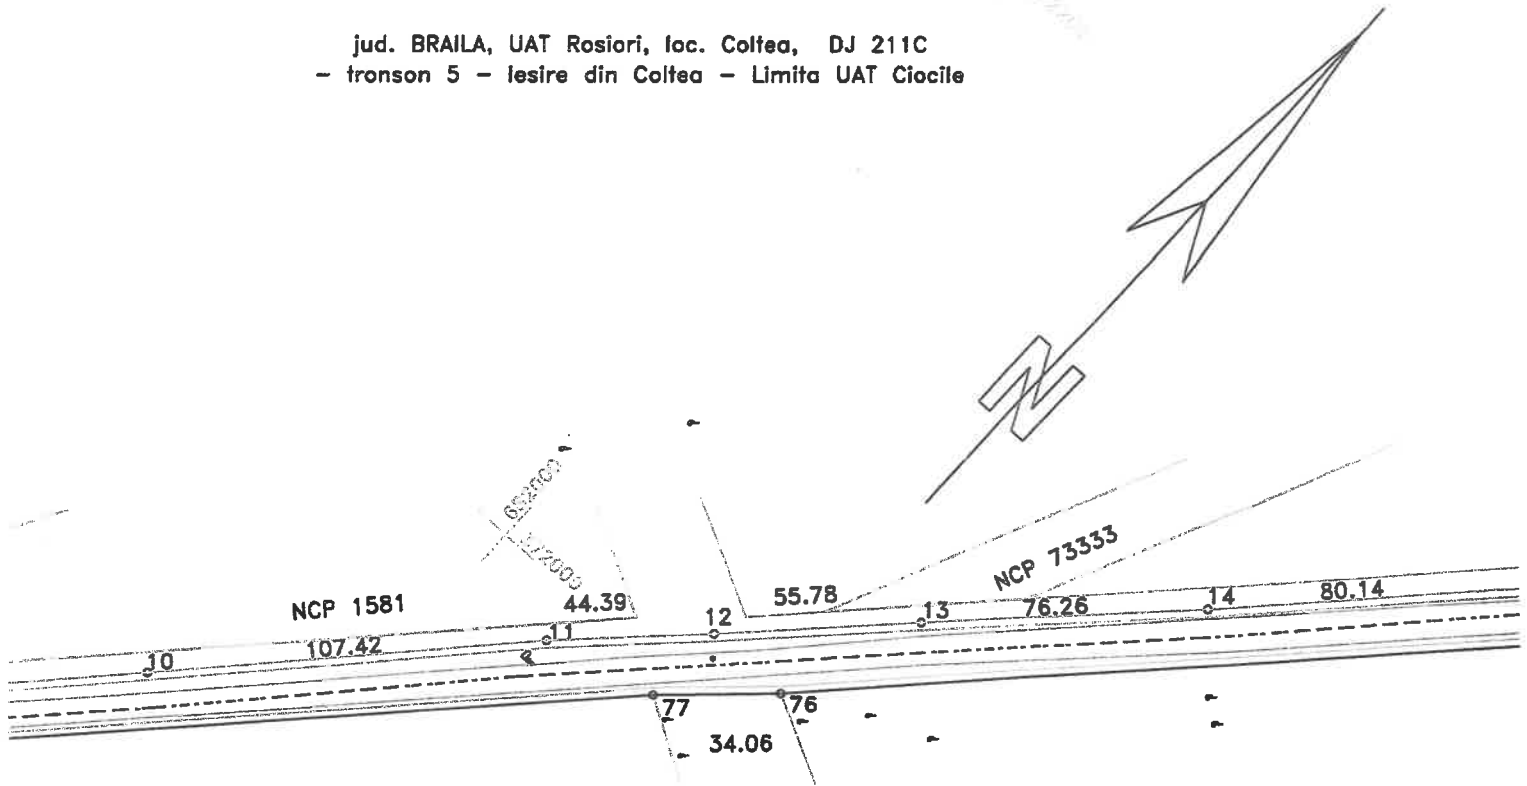 jud. BRAILA, UAT Rosiori, loc. Coltea, DJ 211C
- tronson 5 - Iesire din Coltea - Limita UAT Ciocile
N
692000
NCP 73333
NCP 1581
44.39
55.78
12
13
76.26
14
80.14
10
107.42
11
77
76
34.06